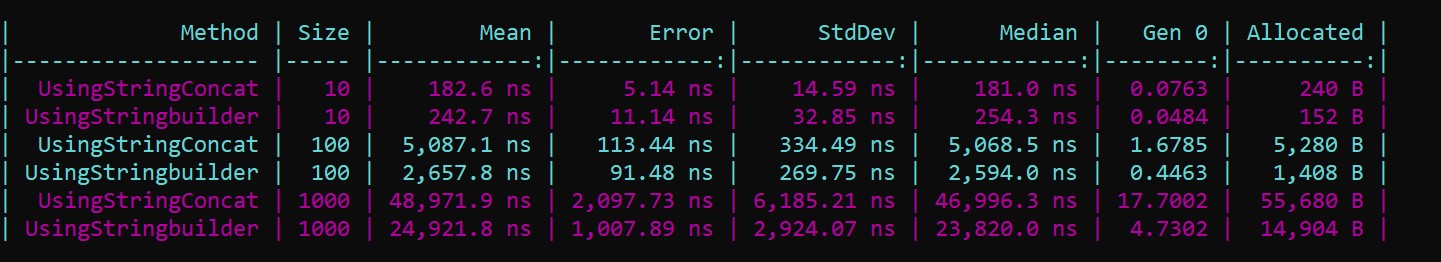 |              Method | Size |        Mean |       Error |      StdDev |      Median |   Gen 0 | Allocated |
|------------------- |----- |------------:|------------:|------------:|------------:|--------:|----------:|
|  UsingStringConcat |   10 |    182.6 ns |     5.14 ns |    14.59 ns |    181.0 ns |  0.0763 |     240 B |
| UsingStringbuilder |   10 |    242.7 ns |    11.14 ns |    32.85 ns |    254.3 ns |  0.0484 |     152 B |
|  UsingStringConcat |  100 |  5,087.1 ns |   113.44 ns |   334.49 ns |  5,068.5 ns |  1.6785 |   5,280 B |
| UsingStringbuilder |  100 |  2,657.8 ns |    91.48 ns |   269.75 ns |  2,594.0 ns |  0.4463 |   1,408 B |
|  UsingStringConcat | 1000 | 48,971.9 ns | 2,097.73 ns | 6,185.21 ns | 46,996.3 ns | 17.7002 |  55,680 B |
| UsingStringbuilder | 1000 | 24,921.8 ns | 1,007.89 ns | 2,924.07 ns | 23,820.0 ns |  4.7302 |  14,904 B |